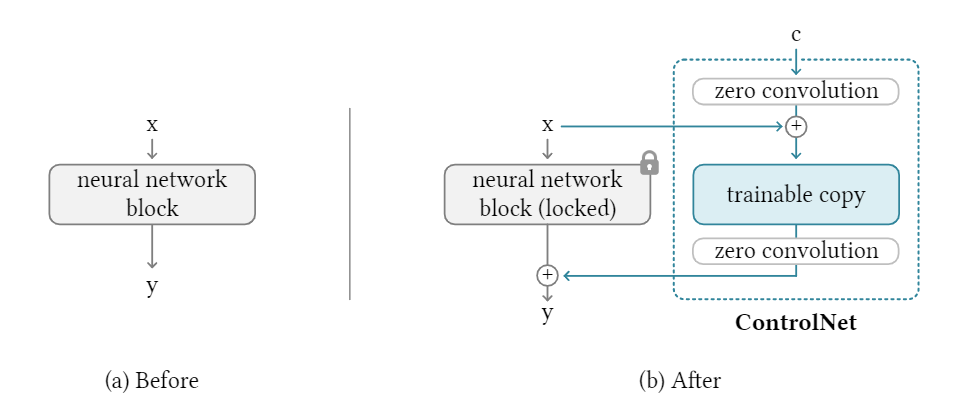 x
neural network
block
y
(a) Before
c
zero convolution
x
+
neural network
block (locked)
trainable copy
zero convolution
+
y
ControlNet
(b) After